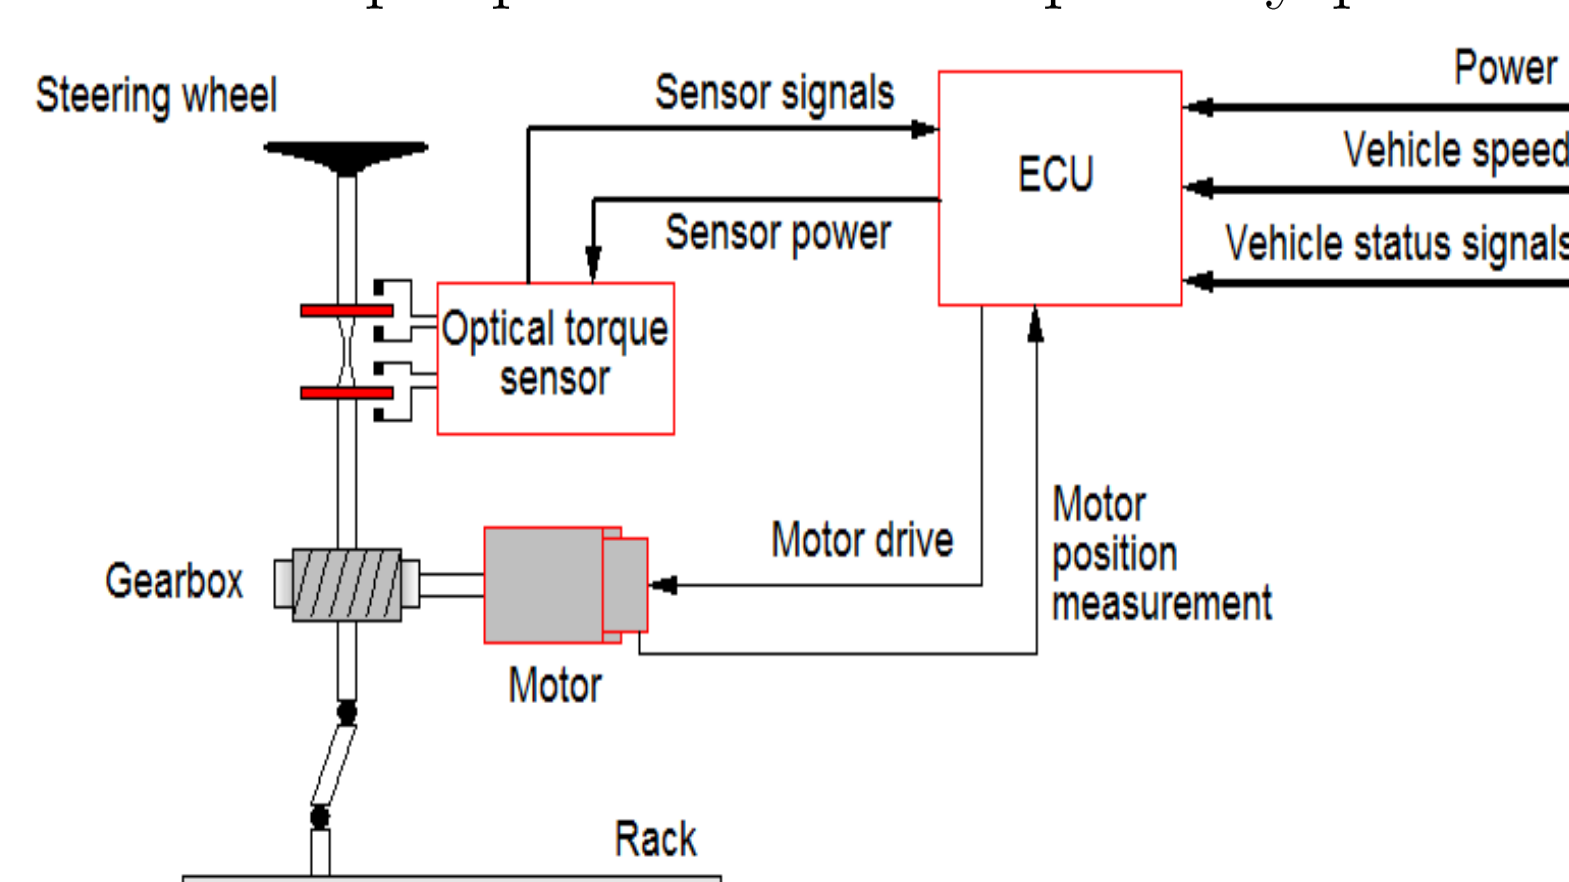 Steering wheel
Sensor signals
Power
Vehicle speed
ECU
Sensor power
Vehicle status signals
Optical torque
sensor
Motor drive
Motor
position
measurement
Gearbox
Motor
Rack